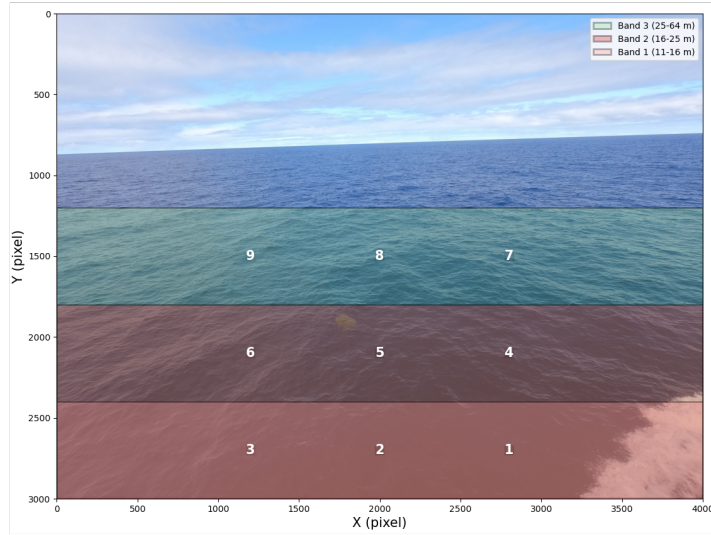 0
Band 3 (25-64 m)
Band 2 (16-25 m)
Band 1 (11-16 m)
500
1000
9 8 7
1500
Y (pixel)
2000
6 5 4
2500
3 2 1
3000
0 500 1000 1500 2000 2500 3000 3500 4000
X (pixel)